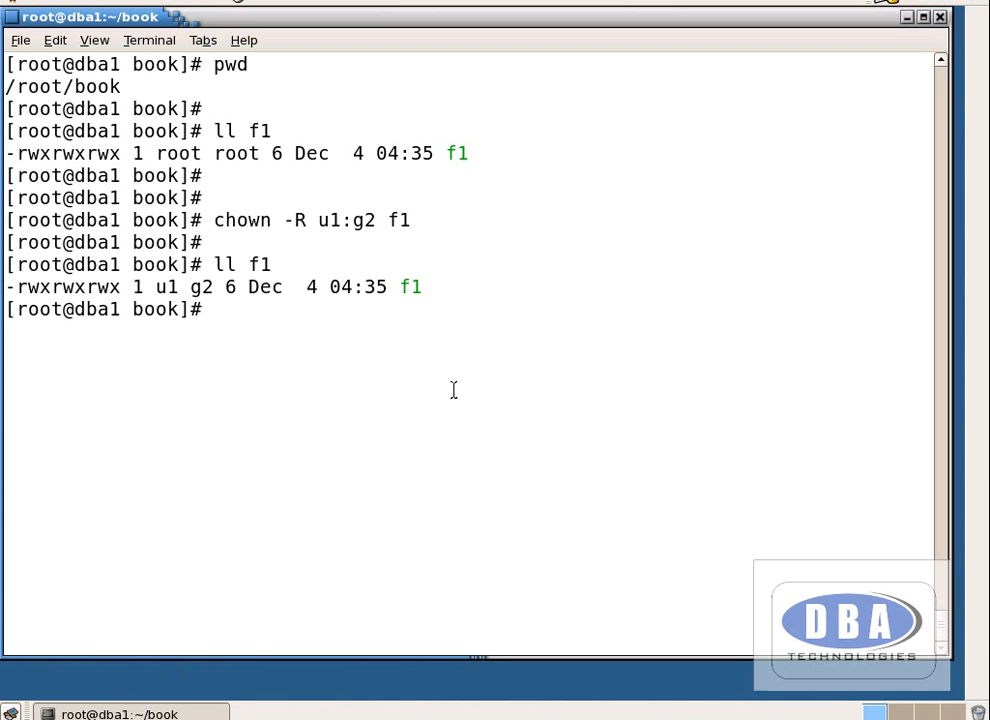 root@dba1:~/book
File Edit View Terminal Tabs Help
[root@dba1 book]# pwd
/root/book
[root@dba1 book]#
[root@dba1 book]# ll f1
-rwxrwxrwx 1 root root 6 Dec  4 04:35 f1
[root@dba1 book]#
[root@dba1 book]#
[root@dba1 book]# chown -R u1:g2 f1
[root@dba1 book]#
[root@dba1 book]# ll f1
-rwxrwxrwx 1 u1 g2 6 Dec  4 04:35 f1
[root@dba1 book]#
DBA
TECHNOLOGIES
root@dba1:~/book